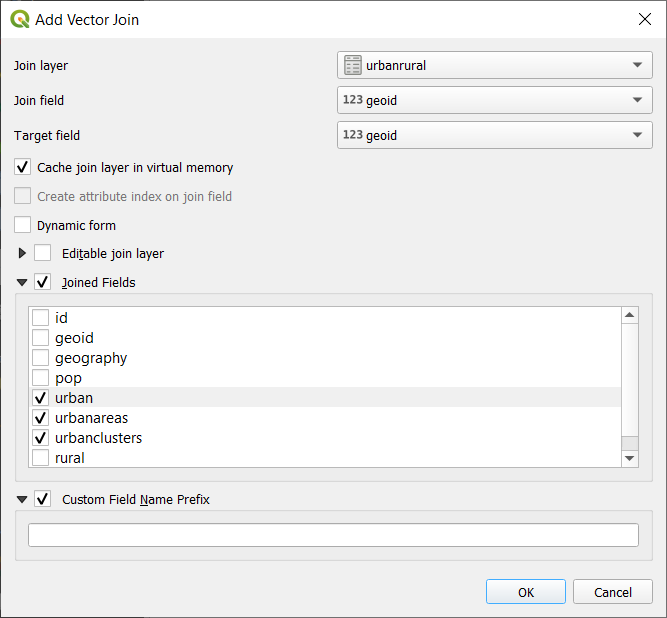 Add Vector Join
Join layer urbanrural
Join field 123 geoid
Target field 123 geoid
Cache join layer in virtual memory
Create attribute index on join field
Dynamic form
Editable join layer
Joined Fields
id
geoid
geography
pop
urban
urbanareas
urbanclusters
rural
Custom Field Name Prefix
OK Cancel